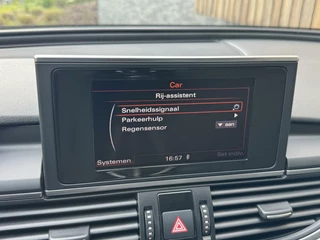 Car
Rij-assistent
Snelheidssignaal
Parkeerhulp
Regensensor aan
Systemen 16:57